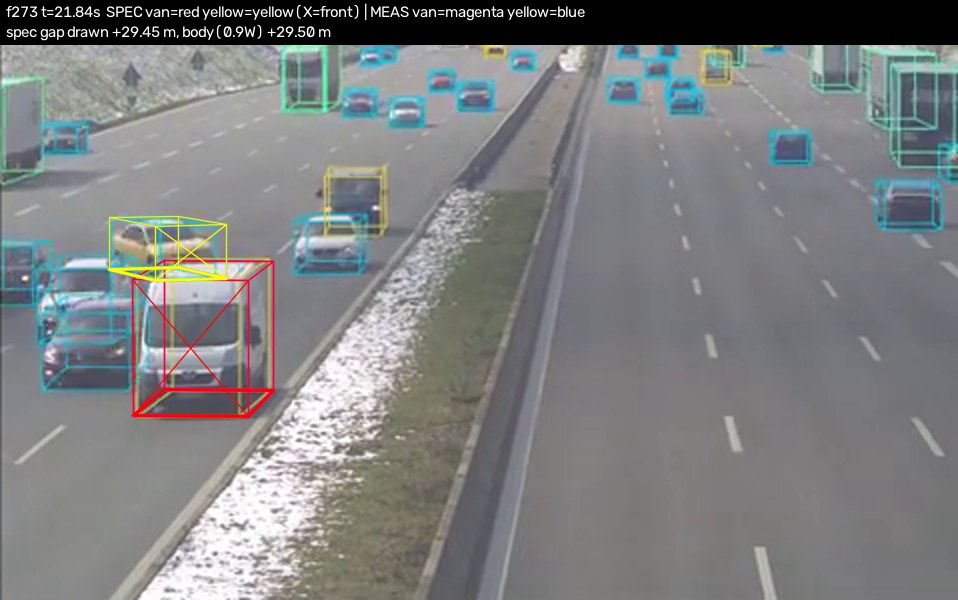 f273 t=21.84s SPEC van=red yellow=yellow (X=front) | MEAS van=magenta yellow=blue
spec gap drawn +29.45 m, body (0.9W) +29.50 m